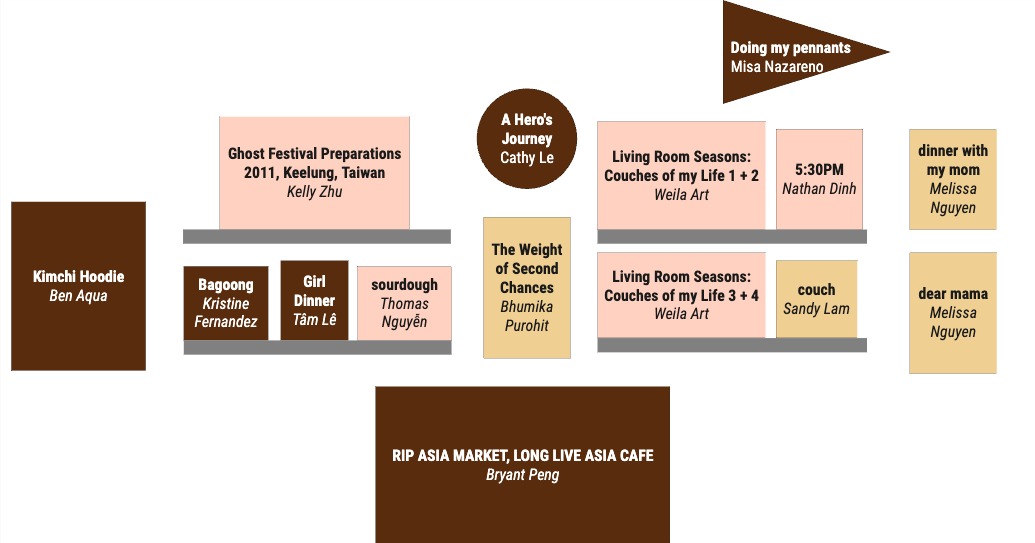 Doing my pennants
Misa Nazareno
A Hero's
Journey
Cathy Le
Ghost Festival Preparations
2011, Keelung, Taiwan
Kelly Zhu
Living Room Seasons:
Couches of my Life 1 + 2
Weila Art
5:30PM
Nathan Dinh
dinner with
my mom
Melissa
Nguyen
Kimchi Hoodie
Ben Aqua
Bagoong
Kristine
Fernandez
Girl
Dinner
Tâm Lê
sourdough
Thomas
Nguyễn
The Weight
of Second
Chances
Bhumika
Purohit
Living Room Seasons:
Couches of my Life 3 + 4
Weila Art
couch
Sandy Lam
dear mama
Melissa
Nguyen
RIP ASIA MARKET, LONG LIVE ASIA CAFE
Bryant Peng